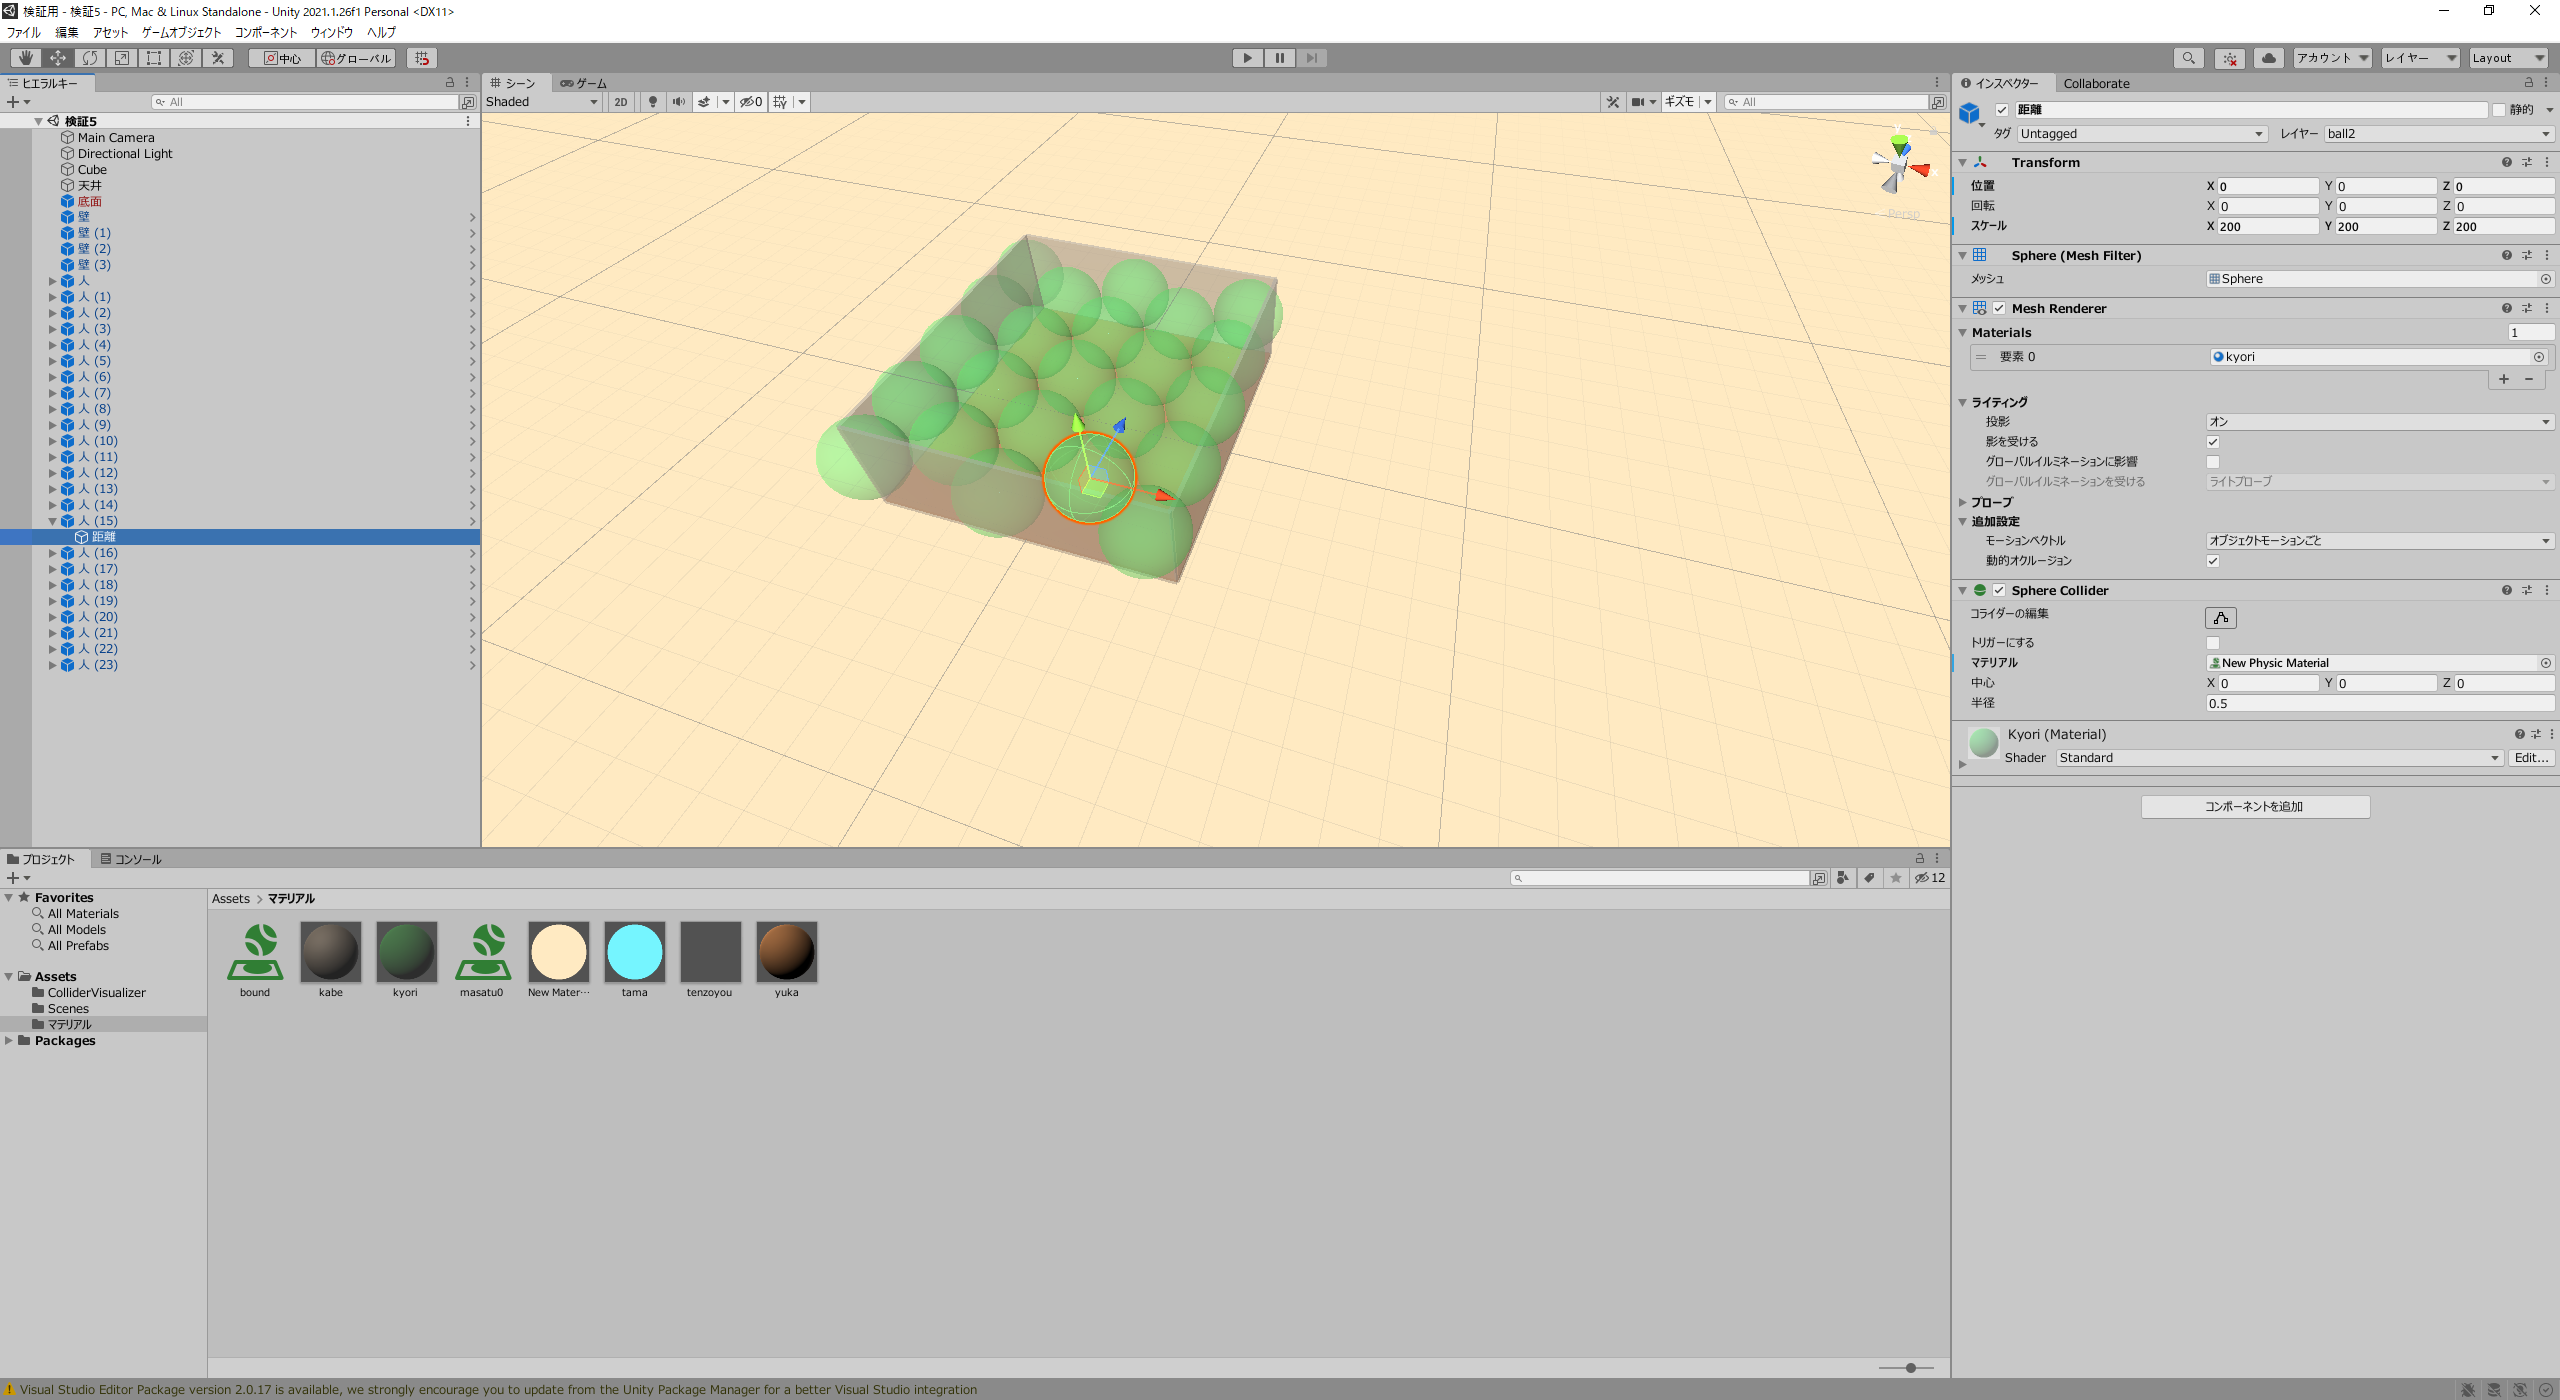 検証用 - 検証5 - PC, Mac & Linux Standalone - Unity 2021.1.26f1 Personal <DX11>
ファイル 編集 アセット ゲームオブジェクト コンポーネント ウィンドウ ヘルプ
中心 グローバル アカウント レイヤー Layout
ヒエラルキー
All
検証5
Main Camera
Directional Light
Cube
天井
底面
壁
壁 (1)
壁 (2)
壁 (3)
人
人 (1)
人 (2)
人 (3)
人 (4)
人 (5)
人 (6)
人 (7)
人 (8)
人 (9)
人 (10)
人 (11)
人 (12)
人 (13)
人 (14)
人 (15)
距離
人 (16)
人 (17)
人 (18)
人 (19)
人 (20)
人 (21)
人 (22)
人 (23)
シーン ゲーム
Shaded 2D 0 ギズモ All
x
Persp
インスペクター Collaborate
距離 静的
タグ Untagged レイヤー ball2
Transform
位置 X 0 Y 0 Z 0
回転 X 0 Y 0 Z 0
スケール X 200 Y 200 Z 200
Sphere (Mesh Filter)
メッシュ Sphere
Mesh Renderer
Materials 1
要素 0 kyori
+ −
ライティング
投影 オン
影を受ける
グローバルイルミネーションに影響
グローバルイルミネーションを受ける ライトプローブ
プローブ
追加設定
モーションベクトル オブジェクトモーションごと
動的オクルージョン
Sphere Collider
コライダーの編集
トリガーにする
マテリアル New Physic Material
中心 X 0 Y 0 Z 0
半径 0.5
Kyori (Material)
Shader Standard Edit...
コンポーネントを追加
プロジェクト コンソール
12
Favorites
All Materials
All Models
All Prefabs
Assets
ColliderVisualizer
Scenes
マテリアル
Packages
Assets > マテリアル
bound kabe kyori masatu0 New Mater… tama tenzoyou yuka
Visual Studio Editor Package version 2.0.17 is available, we strongly encourage you to update from the Unity Package Manager for a better Visual Studio integration